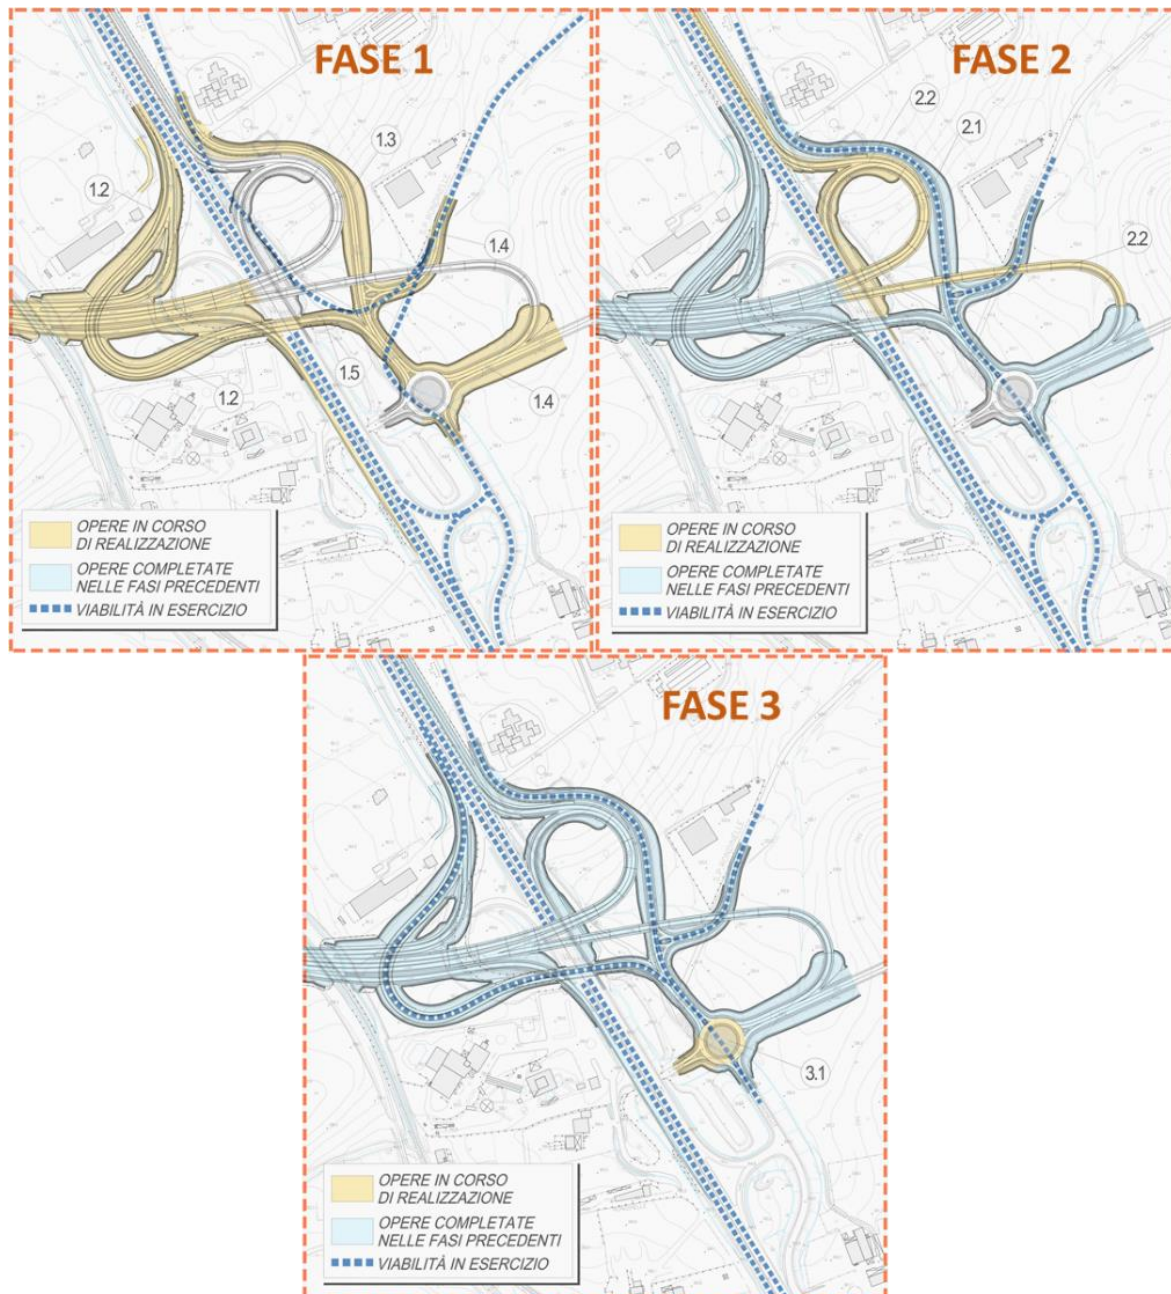 FASE 1
1.3
1.2
1.4
1.5
1.2
1.4
OPERE IN CORSO
DI REALIZZAZIONE
OPERE COMPLETATE
NELLE FASI PRECEDENTI
VIABILITÀ IN ESERCIZIO
FASE 2
2.2
2.1
2.2
OPERE IN CORSO
DI REALIZZAZIONE
OPERE COMPLETATE
NELLE FASI PRECEDENTI
VIABILITÀ IN ESERCIZIO
FASE 3
3.1
OPERE IN CORSO
DI REALIZZAZIONE
OPERE COMPLETATE
NELLE FASI PRECEDENTI
VIABILITÀ IN ESERCIZIO